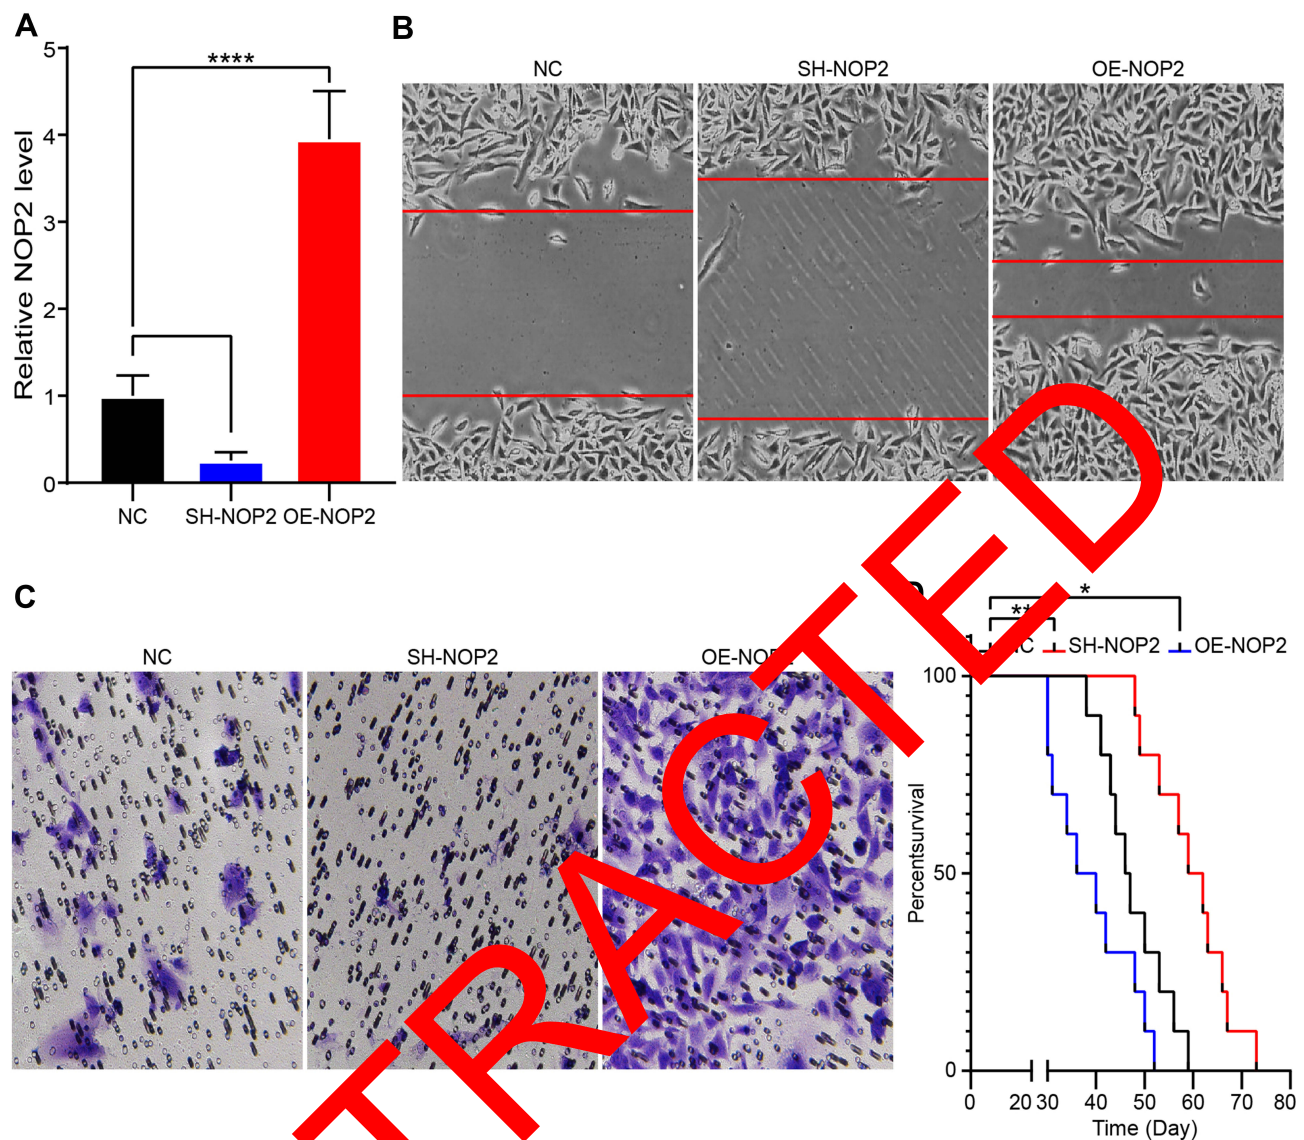 A
5
4
3
2
1
0
Relative NOP2 level
****
NC SH-NOP2 OE-NOP2
B
NC SH-NOP2 OE-NOP2
C
NC SH-NOP2
TRACTED
*
**
NC SH-NOP2 OE-NOP2
100
50
0
Percentsurvival
0 20 30 40 50 60 70 80
Time (Day)